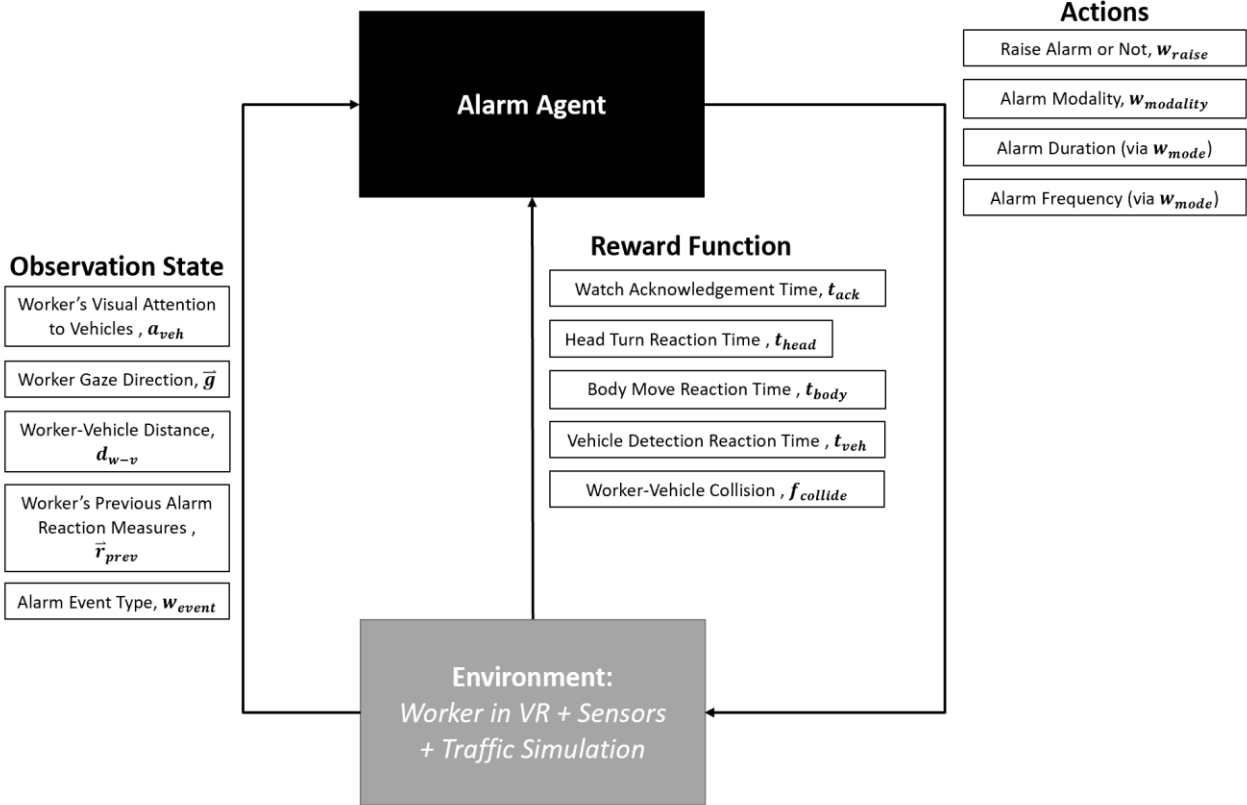 Actions
Raise Alarm or Not, w_raise
Alarm Modality, w_modality
Alarm Duration (via w_mode)
Alarm Frequency (via w_mode)
Alarm Agent
Observation State
Worker's Visual Attention
to Vehicles , a_veh
Worker Gaze Direction, g⃗
Worker-Vehicle Distance,
d_w−v
Worker's Previous Alarm
Reaction Measures ,
r⃗_prev
Alarm Event Type, w_event
Reward Function
Watch Acknowledgement Time, t_ack
Head Turn Reaction Time , t_head
Body Move Reaction Time , t_body
Vehicle Detection Reaction Time , t_veh
Worker-Vehicle Collision , f_collide
Environment:
Worker in VR + Sensors
+ Traffic Simulation